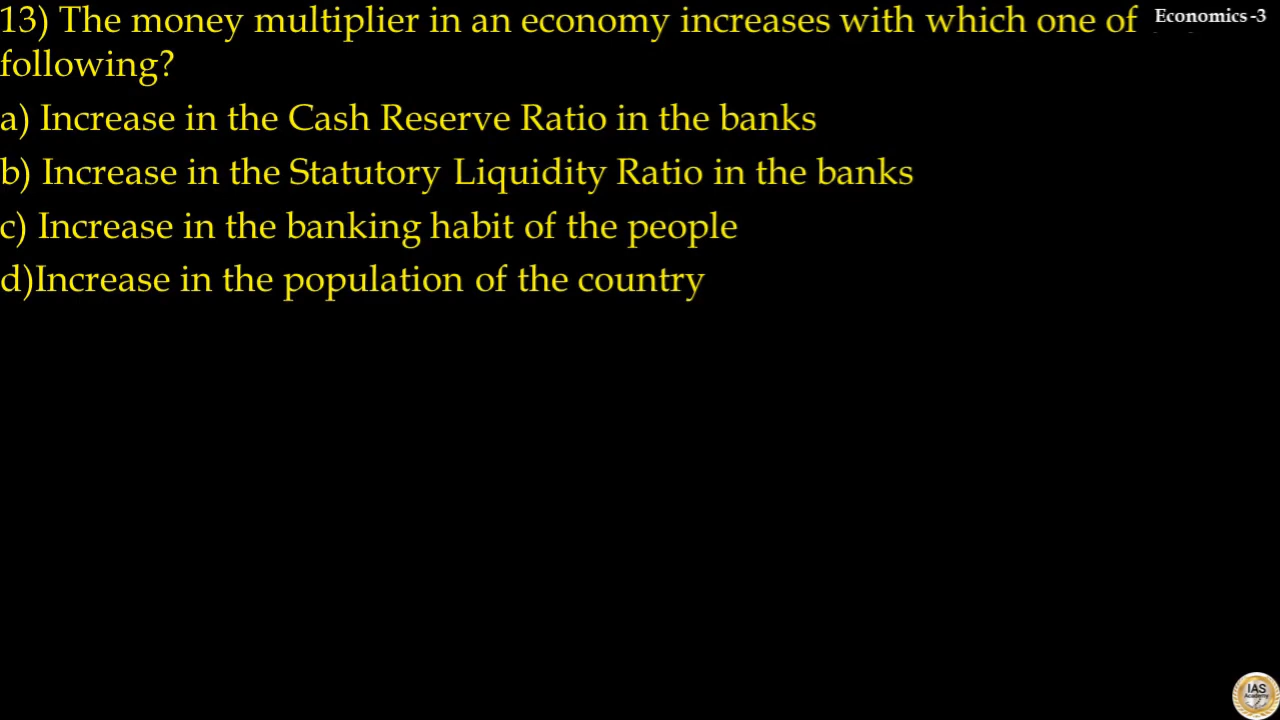 13) The money multiplier in an economy increases with which one of
Economics -3
following?
a) Increase in the Cash Reserve Ratio in the banks
b) Increase in the Statutory Liquidity Ratio in the banks
c) Increase in the banking habit of the people
d)Increase in the population of the country
IAS
Academy